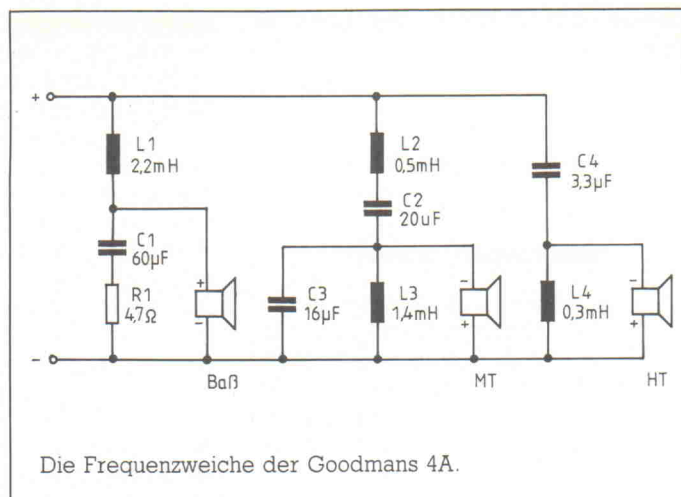 +
L1
2,2mH
C1
60µF
R1
4,7Ω
+
−
Baß
L2
0,5mH
C2
20uF
C3
16µF
L3
1,4mH
−
+
MT
C4
3,3µF
L4
0,3mH
−
+
HT
−
Die Frequenzweiche der Goodmans 4A.